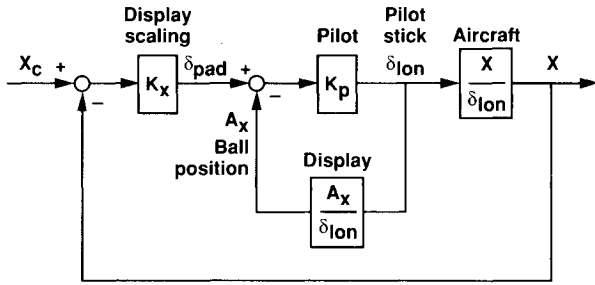 Display
scaling
Pilot
Pilot
stick
Aircraft
X_c
+
−
K_x
δ_pad
+
−
K_p
δ_lon
X
δ_lon
X
A_x
Ball
position
Display
A_x
δ_lon